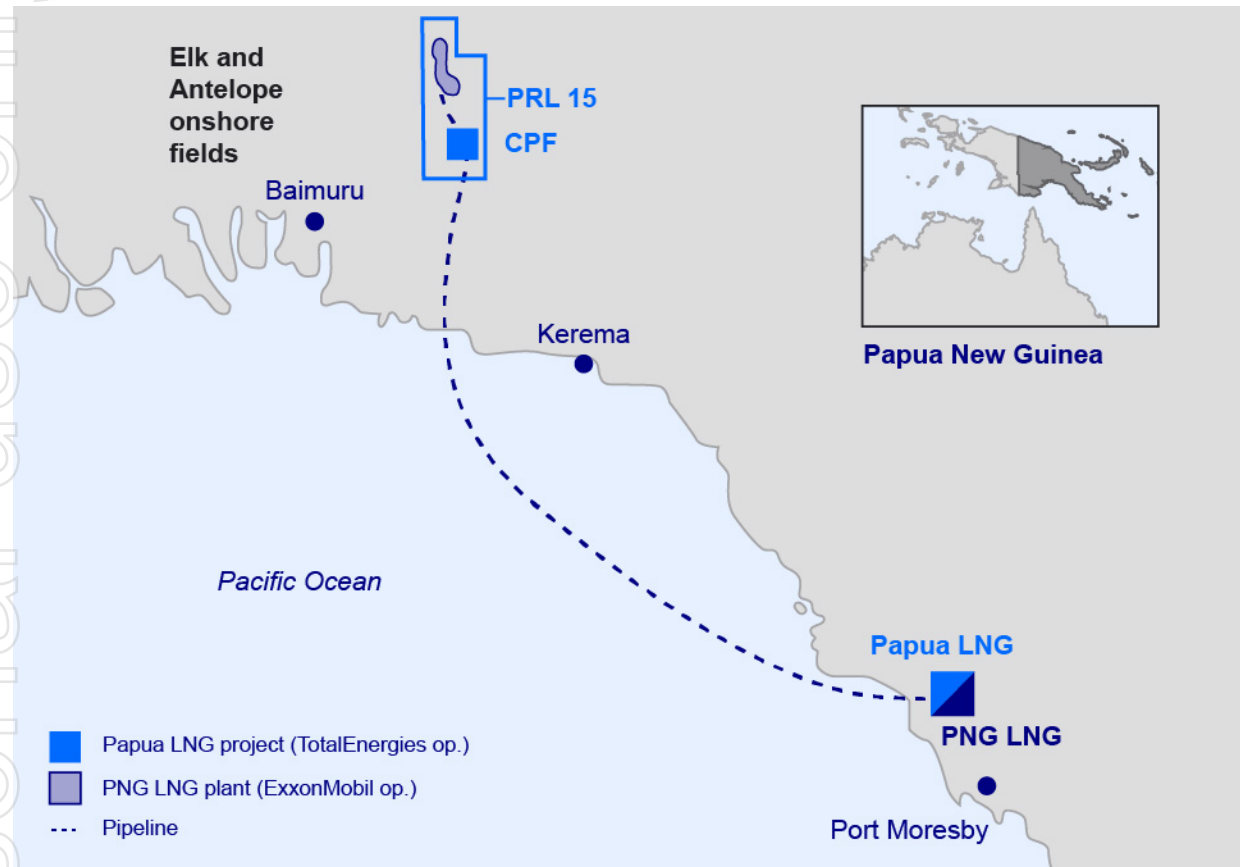 Elk and
Antelope
onshore
fields
PRL 15
CPF
Baimuru
Kerema
Papua New Guinea
Pacific Ocean
Papua LNG
PNG LNG
Port Moresby
Papua LNG project (TotalEnergies op.)
PNG LNG plant (ExxonMobil op.)
Pipeline